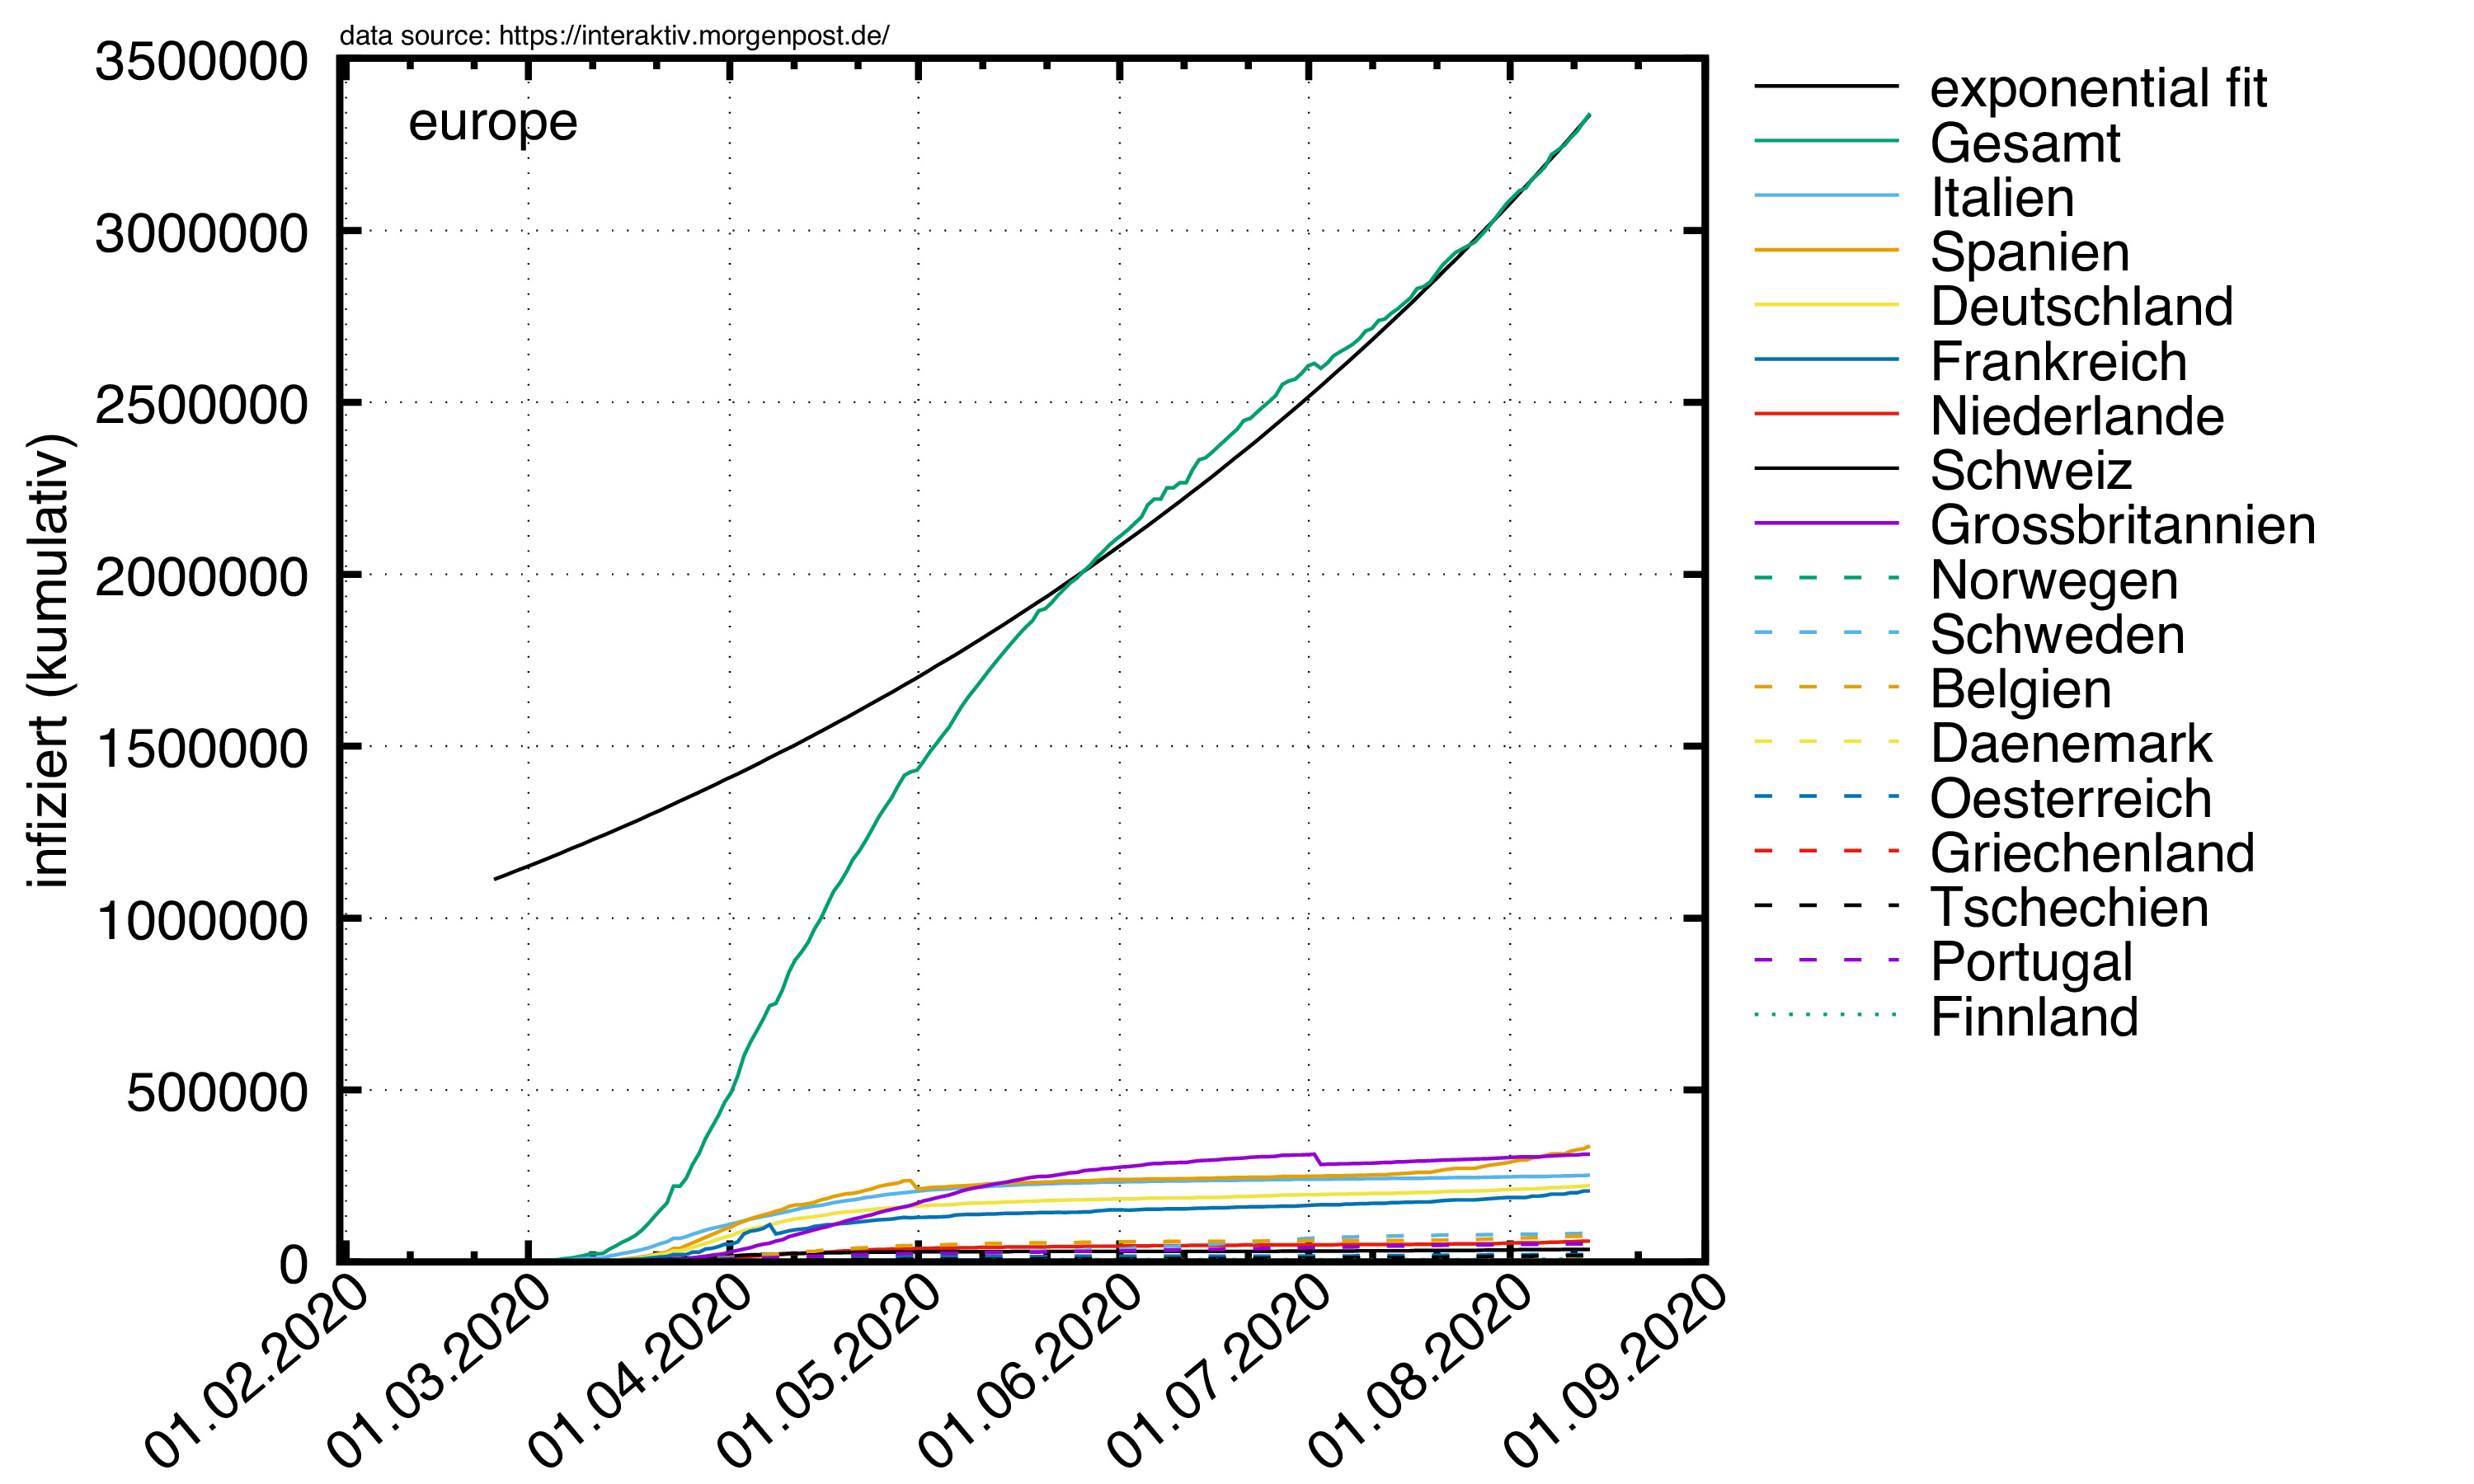 data source: https://interaktiv.morgenpost.de/
europe
infiziert (kumulativ)
3500000
3000000
2500000
2000000
1500000
1000000
500000
0
01.02.2020
01.03.2020
01.04.2020
01.05.2020
01.06.2020
01.07.2020
01.08.2020
01.09.2020
exponential fit
Gesamt
Italien
Spanien
Deutschland
Frankreich
Niederlande
Schweiz
Grossbritannien
Norwegen
Schweden
Belgien
Daenemark
Oesterreich
Griechenland
Tschechien
Portugal
Finnland